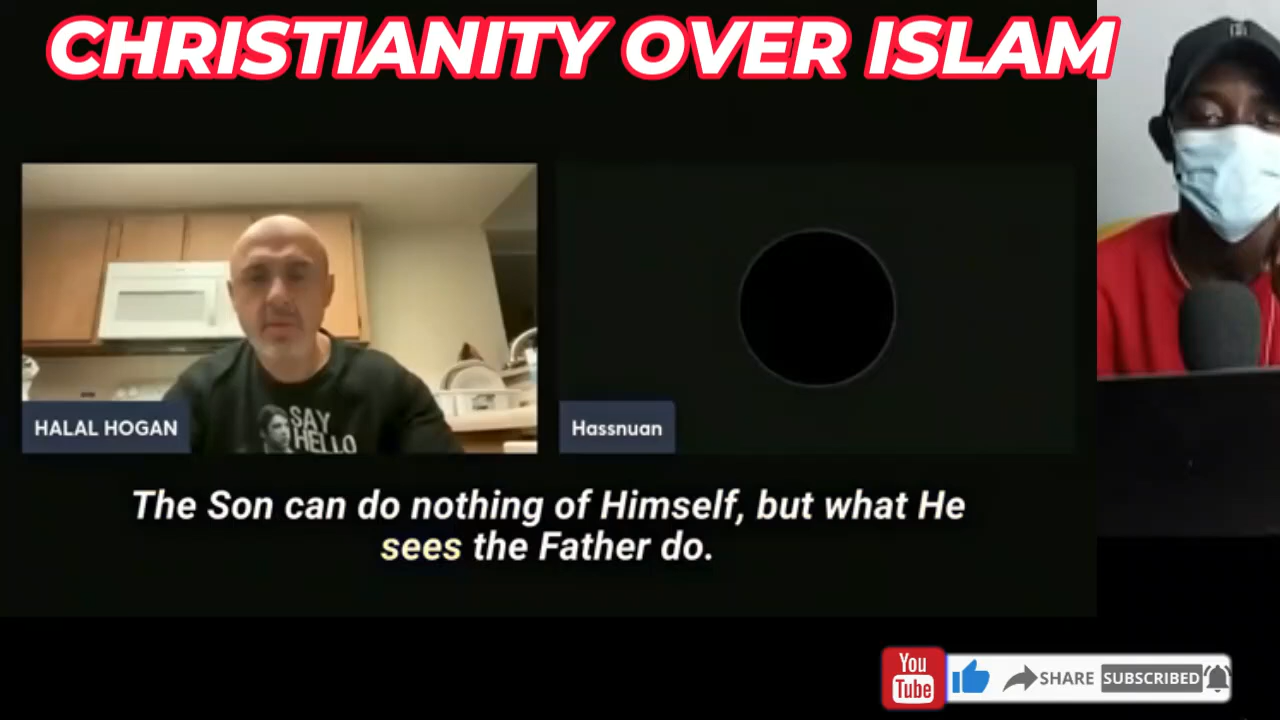 CHRISTIANITY OVER ISLAM
SAY
HELLO
HALAL HOGAN
Hassnuan
The Son can do nothing of Himself, but what He
sees the Father do.
You
Tube
SHARE
SUBSCRIBED